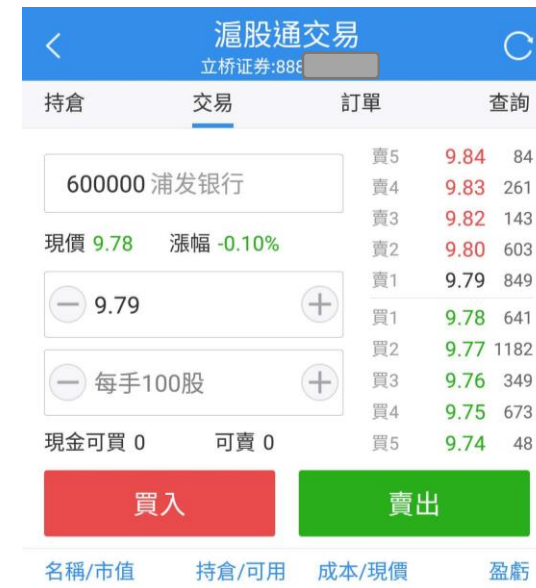 滬股通交易
立桥证券:888
持倉 交易 訂單 查詢
600000 浦发银行
現價 9.78 漲幅 -0.10%
9.79
每手100股
現金可買 0 可賣 0
賣5 9.84 84
賣4 9.83 261
賣3 9.82 143
賣2 9.80 603
賣1 9.79 849
買1 9.78 641
買2 9.77 1182
買3 9.76 349
買4 9.75 673
買5 9.74 48
買入 賣出
名稱/市值 持倉/可用 成本/現價 盈虧